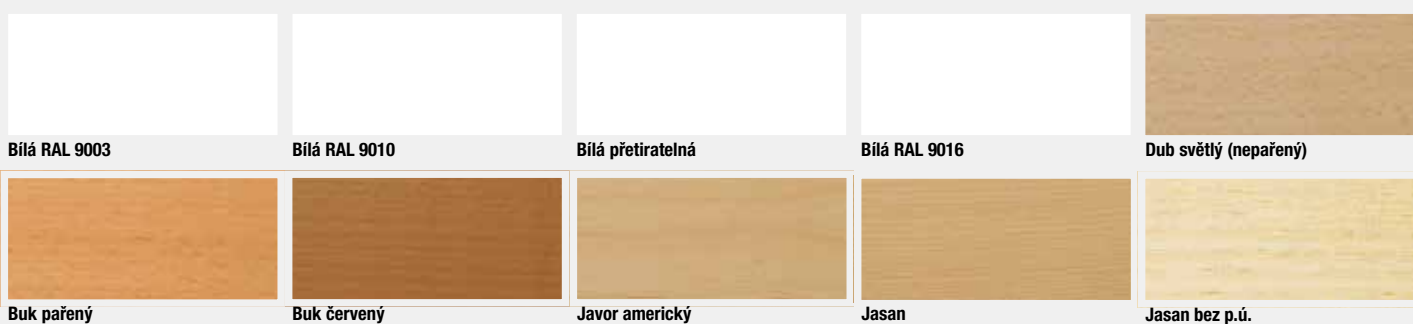 Bílá RAL 9003
Bílá RAL 9010
Bílá přetiratelná
Bílá RAL 9016
Dub světlý (nepařený)
Buk pařený
Buk červený
Javor americký
Jasan
Jasan bez p.ú.